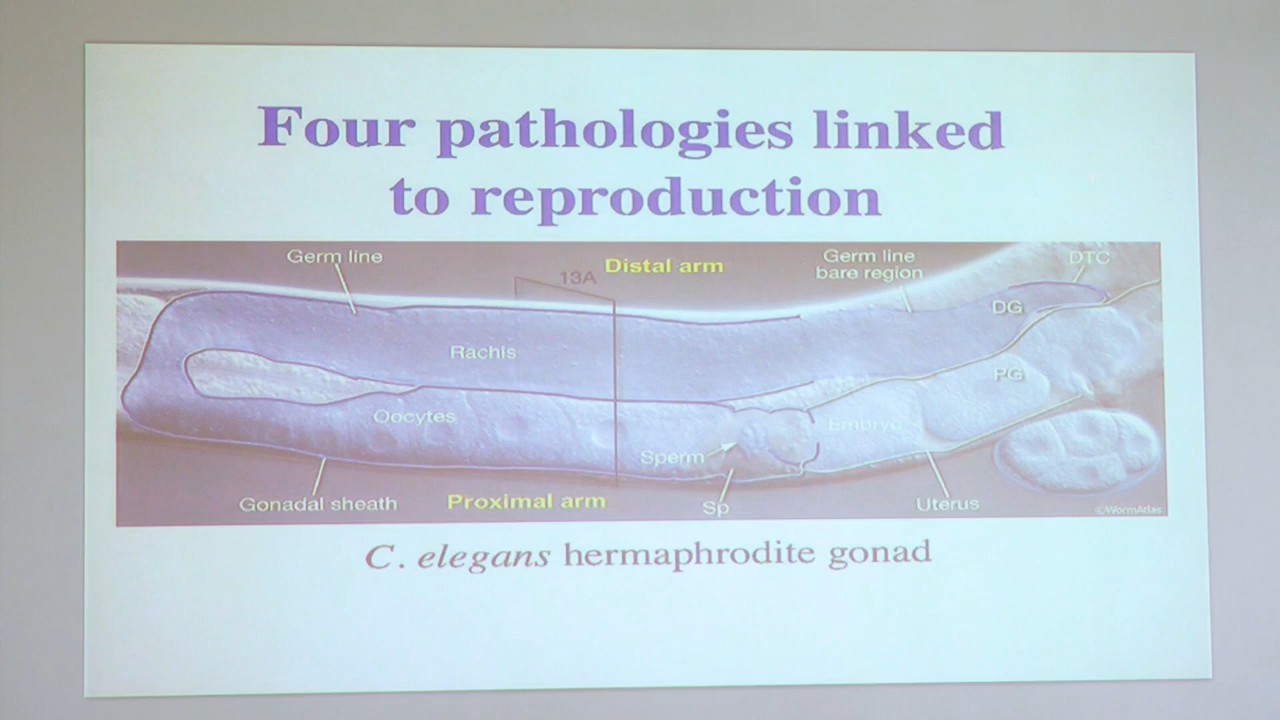 Four pathologies linked
to reproduction
Germ line
13A
Distal arm
Germ line
bare region
DTC
DG
Rachis
PG
Oocytes
Embryo
Sperm
Gonadal sheath
Proximal arm
Sp
Uterus
©WormAtlas
C. elegans hermaphrodite gonad